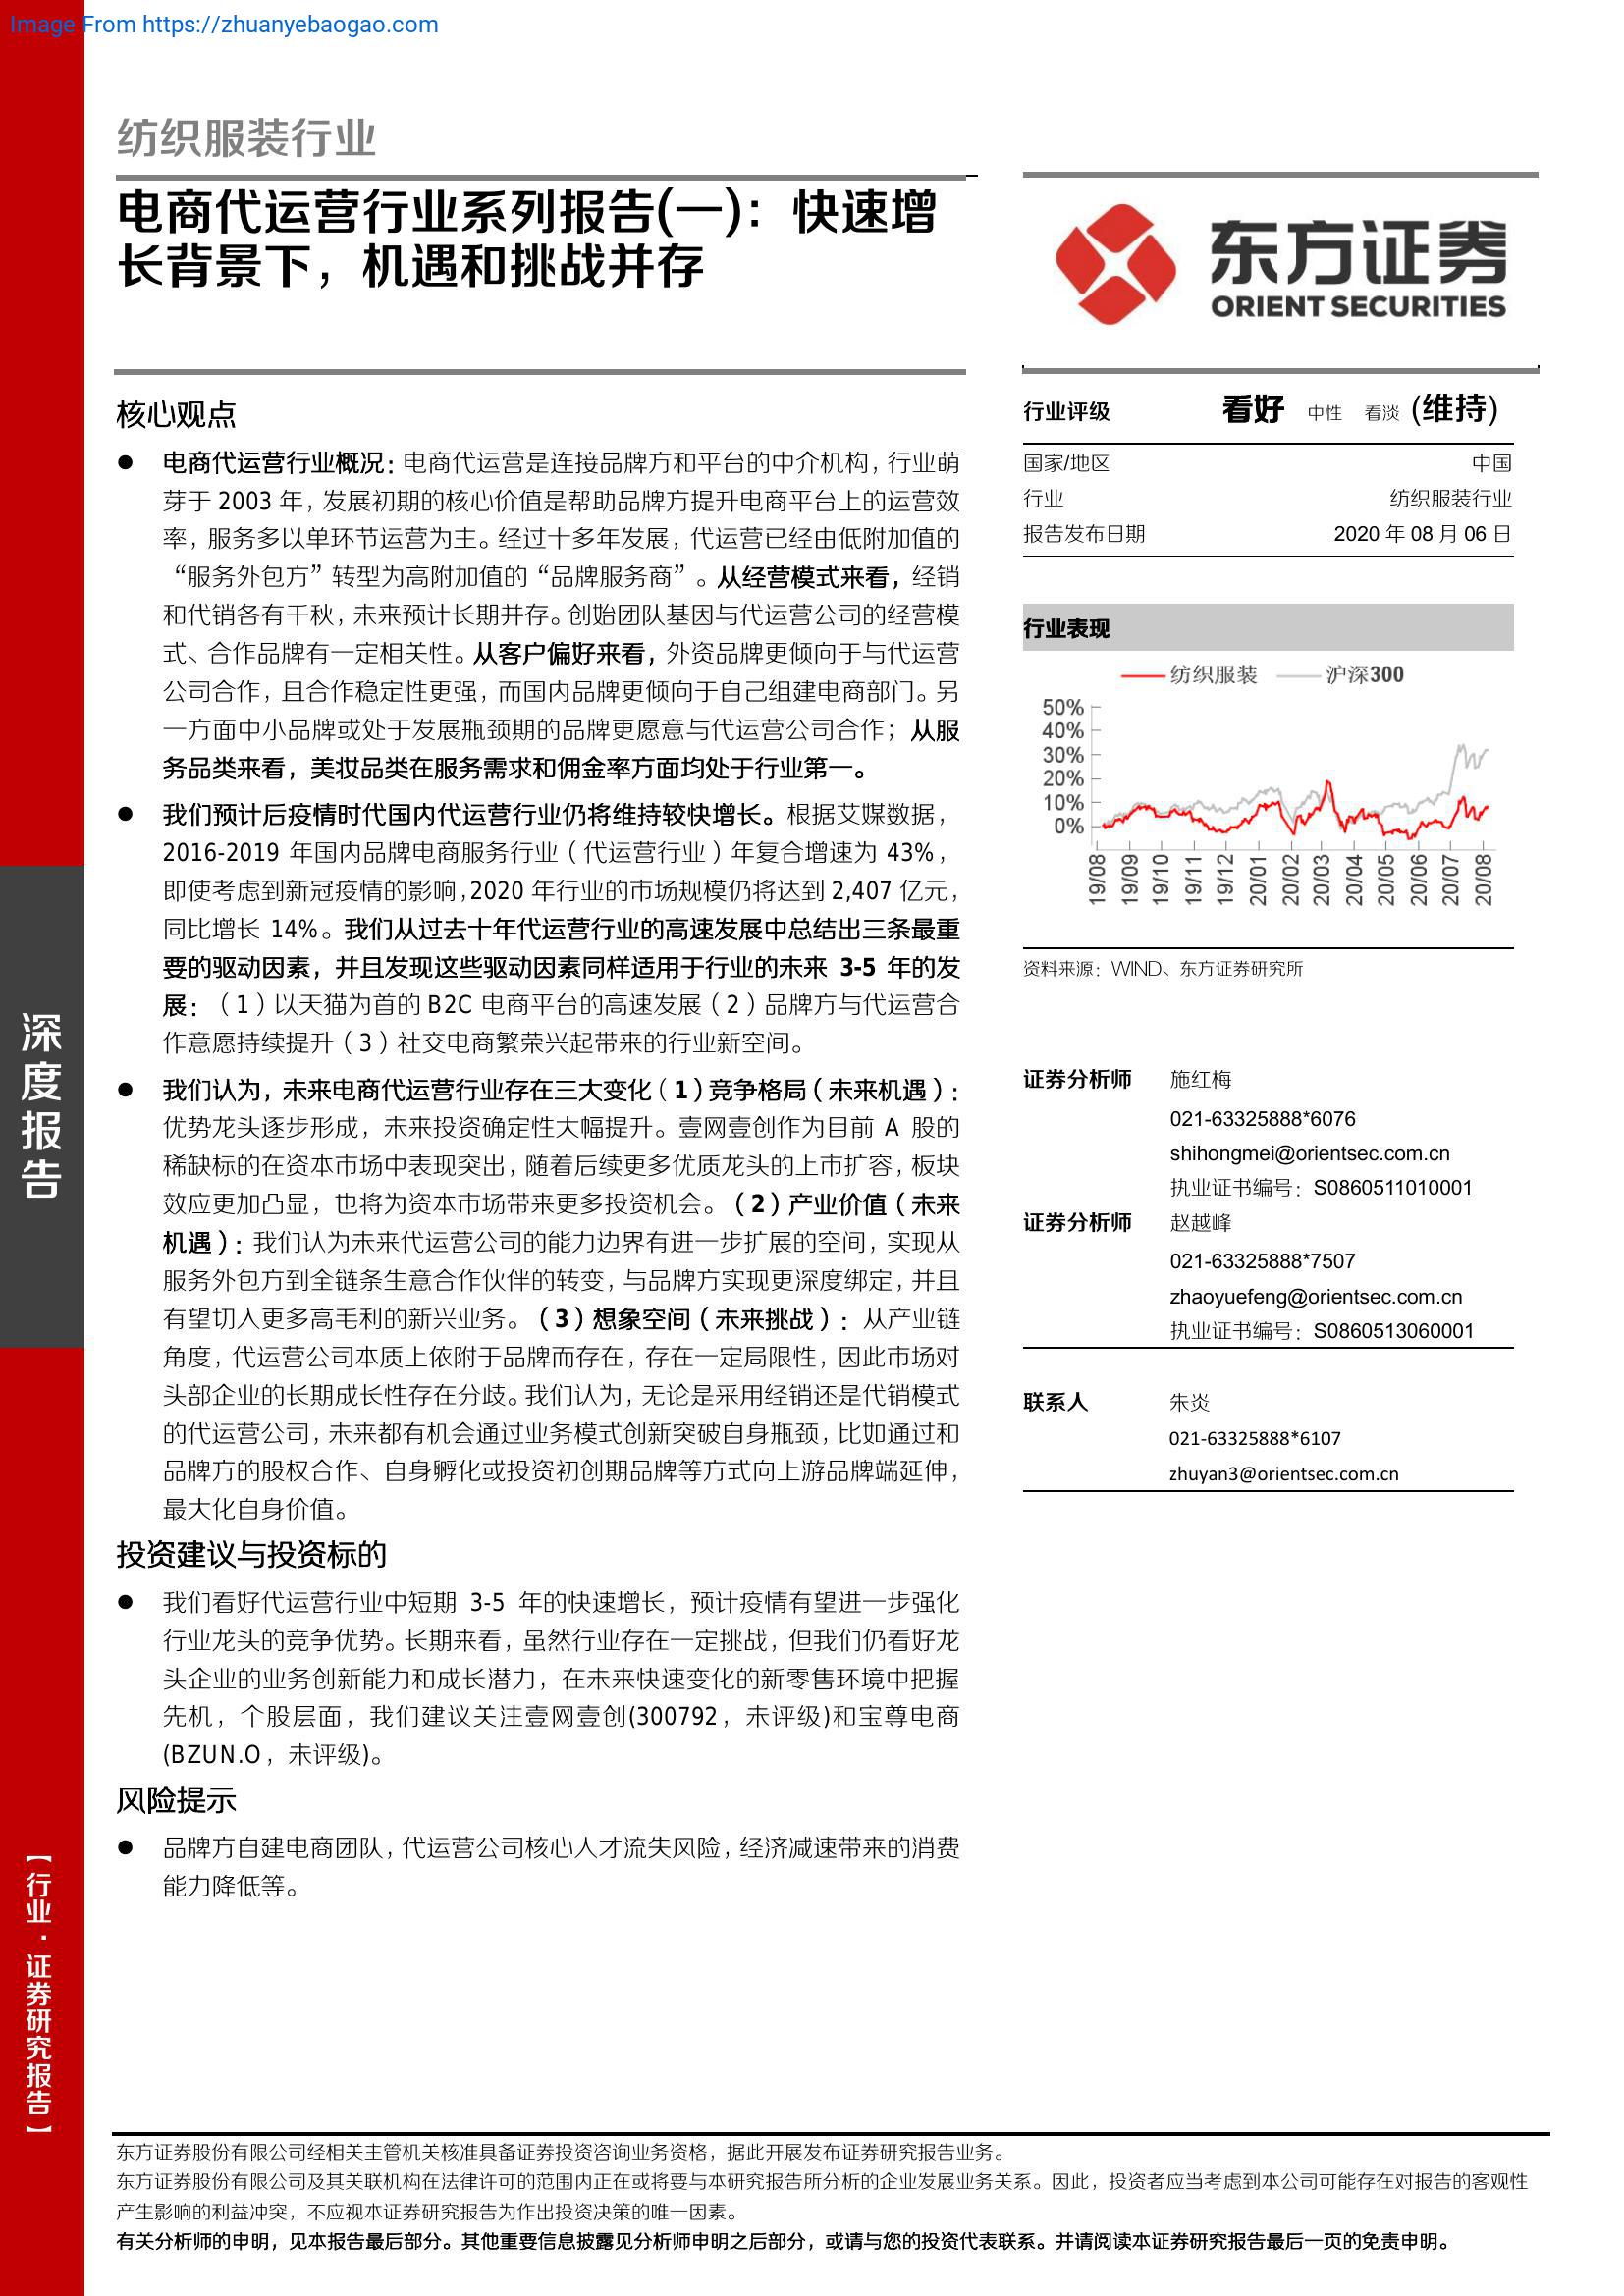 Image From https://zhuanyebaogao.com
纺织服装行业
电商代运营行业系列报告(一)：快速增
长背景下，机遇和挑战并存
东方证券
ORIENT SECURITIES
核心观点
● 电商代运营行业概况：电商代运营是连接品牌方和平台的中介机构，行业萌
芽于 2003 年，发展初期的核心价值是帮助品牌方提升电商平台上的运营效
率，服务多以单环节运营为主。经过十多年发展，代运营已经由低附加值的
“服务外包方”转型为高附加值的“品牌服务商”。从经营模式来看，经销
和代销各有千秋，未来预计长期并存。创始团队基因与代运营公司的经营模
式、合作品牌有一定相关性。从客户偏好来看，外资品牌更倾向于与代运营
公司合作，且合作稳定性更强，而国内品牌更倾向于自己组建电商部门。另
一方面中小品牌或处于发展瓶颈期的品牌更愿意与代运营公司合作；从服
务品类来看，美妆品类在服务需求和佣金率方面均处于行业第一。
● 我们预计后疫情时代国内代运营行业仍将维持较快增长。根据艾媒数据，
2016-2019 年国内品牌电商服务行业（代运营行业）年复合增速为 43%，
即使考虑到新冠疫情的影响，2020 年行业的市场规模仍将达到 2,407 亿元，
同比增长 14%。我们从过去十年代运营行业的高速发展中总结出三条最重
要的驱动因素，并且发现这些驱动因素同样适用于行业的未来 3-5 年的发
展：（1）以天猫为首的 B2C 电商平台的高速发展（2）品牌方与代运营合
作意愿持续提升（3）社交电商繁荣兴起带来的行业新空间。
● 我们认为，未来电商代运营行业存在三大变化（1）竞争格局（未来机遇）：
优势龙头逐步形成，未来投资确定性大幅提升。壹网壹创作为目前 A 股的
稀缺标的在资本市场中表现突出，随着后续更多优质龙头的上市扩容，板块
效应更加凸显，也将为资本市场带来更多投资机会。（2）产业价值（未来
机遇）：我们认为未来代运营公司的能力边界有进一步扩展的空间，实现从
服务外包方到全链条生意合作伙伴的转变，与品牌方实现更深度绑定，并且
有望切入更多高毛利的新兴业务。（3）想象空间（未来挑战）：从产业链
角度，代运营公司本质上依附于品牌而存在，存在一定局限性，因此市场对
头部企业的长期成长性存在分歧。我们认为，无论是采用经销还是代销模式
的代运营公司，未来都有机会通过业务模式创新突破自身瓶颈，比如通过和
品牌方的股权合作、自身孵化或投资初创期品牌等方式向上游品牌端延伸，
最大化自身价值。
投资建议与投资标的
● 我们看好代运营行业中短期 3-5 年的快速增长，预计疫情有望进一步强化
行业龙头的竞争优势。长期来看，虽然行业存在一定挑战，但我们仍看好龙
头企业的业务创新能力和成长潜力，在未来快速变化的新零售环境中把握
先机，个股层面，我们建议关注壹网壹创(300792，未评级)和宝尊电商
(BZUN.O，未评级)。
风险提示
● 品牌方自建电商团队，代运营公司核心人才流失风险，经济减速带来的消费
能力降低等。
行业评级 看好 中性 看淡 (维持)
国家/地区 中国
行业 纺织服装行业
报告发布日期 2020 年 08 月 06 日
行业表现
纺织服装 沪深300
50%
40%
30%
20%
10%
0%
19/08 19/09 19/10 19/11 19/12 20/01 20/02 20/03 20/04 20/05 20/06 20/07 20/08
资料来源：WIND、东方证券研究所
证券分析师 施红梅
021-63325888*6076
shihongmei@orientsec.com.cn
执业证书编号：S0860511010001
证券分析师 赵越峰
021-63325888*7507
zhaoyuefeng@orientsec.com.cn
执业证书编号：S0860513060001
联系人 朱炎
021-63325888*6107
zhuyan3@orientsec.com.cn
深度报告
【行业·证券研究报告】
东方证券股份有限公司经相关主管机关核准具备证券投资咨询业务资格，据此开展发布证券研究报告业务。
东方证券股份有限公司及其关联机构在法律许可的范围内正在或将要与本研究报告所分析的企业发展业务关系。因此，投资者应当考虑到本公司可能存在对报告的客观性
产生影响的利益冲突，不应视本证券研究报告为作出投资决策的唯一因素。
有关分析师的申明，见本报告最后部分。其他重要信息披露见分析师申明之后部分，或请与您的投资代表联系。并请阅读本证券研究报告最后一页的免责申明。